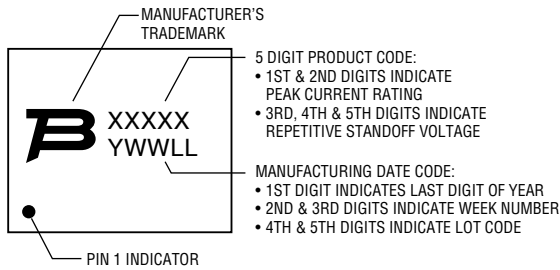 MANUFACTURER'S
TRADEMARK
XXXXX
YWWLL
5 DIGIT PRODUCT CODE:
• 1ST & 2ND DIGITS INDICATE
PEAK CURRENT RATING
• 3RD, 4TH & 5TH DIGITS INDICATE
REPETITIVE STANDOFF VOLTAGE
MANUFACTURING DATE CODE:
• 1ST DIGIT INDICATES LAST DIGIT OF YEAR
• 2ND & 3RD DIGITS INDICATE WEEK NUMBER
• 4TH & 5TH DIGITS INDICATE LOT CODE
PIN 1 INDICATOR